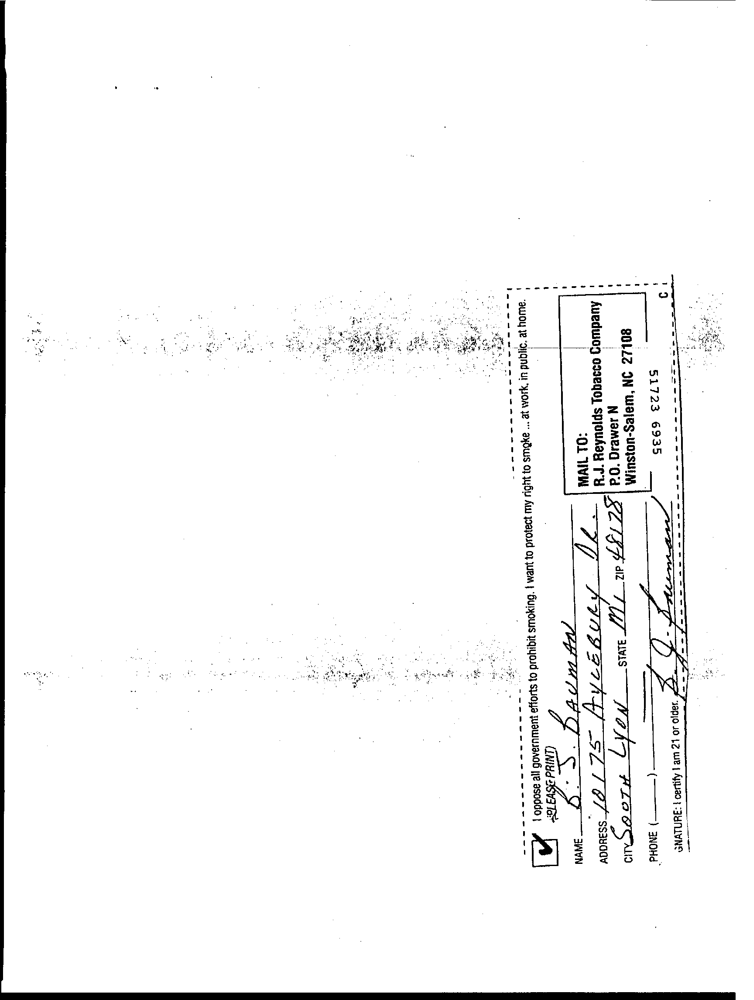 ✔ I oppose all government efforts to prohibit smoking. I want to protect my right to smoke ... at work, in public, at home.
(PLEASE PRINT)
NAME B. J. BAUMAN
ADDRESS 10175 AYLEBURY DR.
CITY SOUTH LYON STATE MI ZIP 48178
PHONE ( )
GNATURE: I certify I am 21 or older. B. J. Bauman
MAIL TO:
R.J. Reynolds Tobacco Company
P.O. Drawer N
Winston-Salem, NC 27108
51723 6935
C